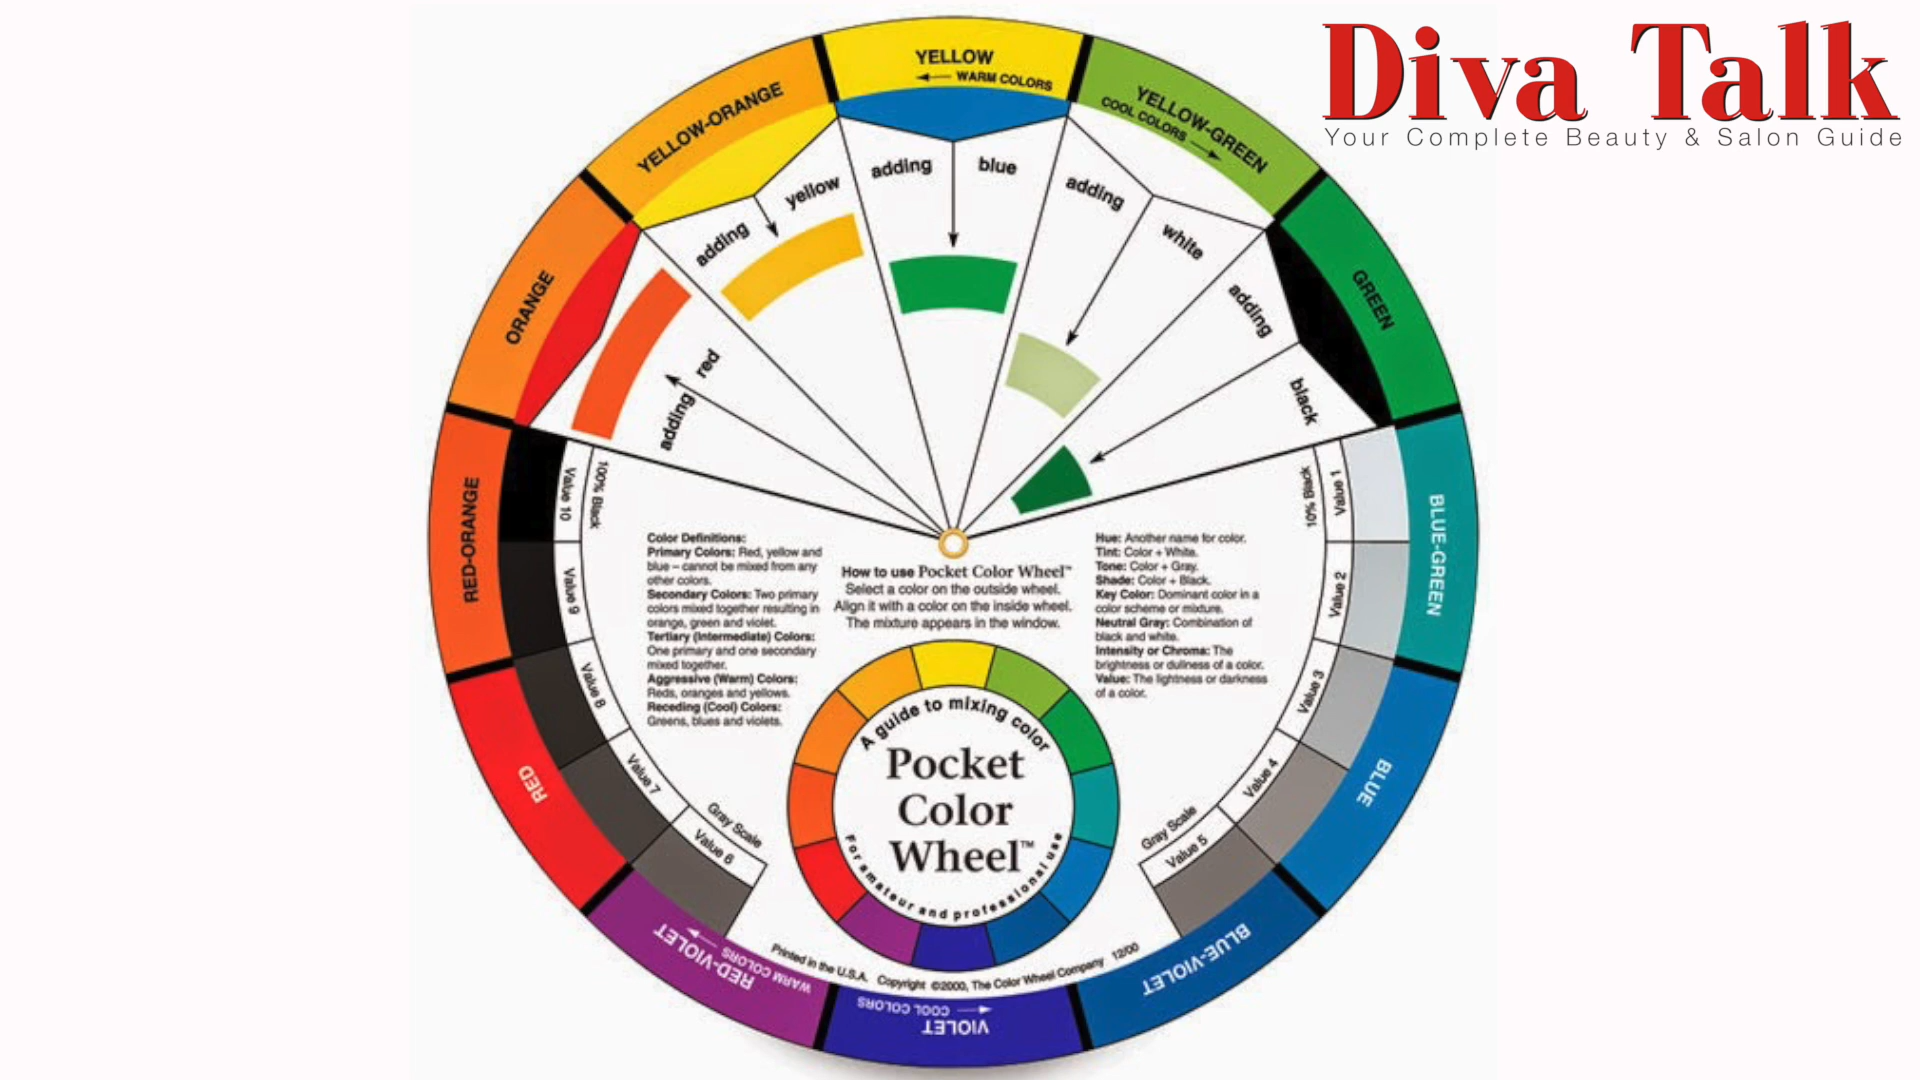 Diva Talk
Your Complete Beauty & Salon Guide
YELLOW
← WARM COLORS
YELLOW-GREEN
COOL COLORS →
GREEN
BLUE-GREEN
BLUE
BLUE-VIOLET
VIOLET
COOL COLORS
RED-VIOLET
WARM COLORS
RED
RED-ORANGE
ORANGE
YELLOW-ORANGE
adding red
adding yellow
adding blue
adding white
adding black
100% Black
Value 10
Value 9
Value 8
Value 7
Value 6
Gray Scale
10% Black
Value 1
Value 2
Value 3
Value 4
Value 5
Gray Scale
Color Definitions:
Primary Colors: Red, yellow and
blue – cannot be mixed from any
other colors.
Secondary Colors: Two primary
colors mixed together resulting in
orange, green and violet.
Tertiary (Intermediate) Colors:
One primary and one secondary
mixed together.
Aggressive (Warm) Colors:
Reds, oranges and yellows.
Receding (Cool) Colors:
Greens, blues and violets.
How to use Pocket Color Wheel™
Select a color on the outside wheel.
Align it with a color on the inside wheel.
The mixture appears in the window.
Hue: Another name for color.
Tint: Color + White.
Tone: Color + Gray.
Shade: Color + Black.
Key Color: Dominant color in a
color scheme or mixture.
Neutral Gray: Combination of
black and white.
Intensity or Chroma: The
brightness or dullness of a color.
Value: The lightness or darkness
of a color.
A guide to mixing color
Pocket
Color
Wheel™
For amateur and professional use
Printed in the U.S.A. Copyright ©2000, The Color Wheel Company 12/00